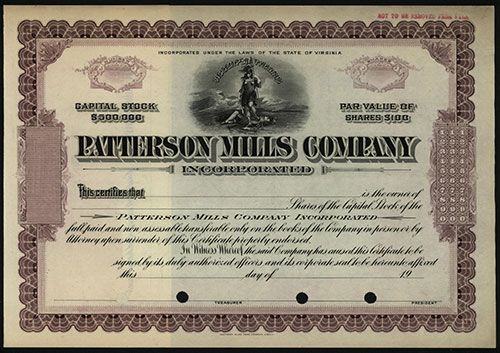 NOT TO BE REMOVED FROM FILE
INCORPORATED UNDER THE LAWS OF THE STATE OF VIRGINIA
CAPITAL STOCK
$900.000
PAR VALUE OF
SHARES $100
PATTERSON MILLS COMPANY
INCORPORATED
This certifies that
is the owner of
Shares of the Capital Stock of the
PATTERSON MILLS COMPANY INCORPORATED
full paid and non assessable transferable only on the books of the Company in person or by
Attorney upon surrender of this Certificate properly endorsed.
In Witness Whereof, the said Company has caused this Certificate to be
signed by its duly authorized officers and its corporate seal to be hereunto affixed
this day of 19
TREASURER PRESIDENT